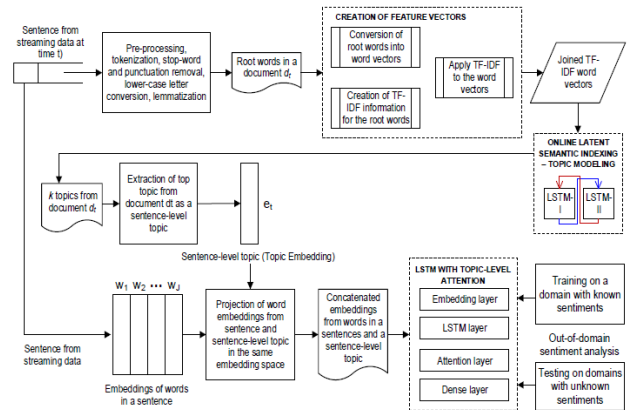 Sentence from
streaming data at
time t)
Pre-processing,
tokenization, stop-word
and punctuation removal,
lower-case letter
conversion, lemmatization)
Root words in a
document dt
CREATION OF FEATURE VECTORS
Conversion of
root words into
word vectors
Creation of TF-
IDF information
for the root words
Apply TF-IDF
to the word
vectors
Joined TF-
IDF word
vectors
ONLINE LATENT
SEMANTIC INDEXING
– TOPIC MODELING
LSTM-
I
LSTM-
II
k topics from
document dt
Extraction of top
topic from
document dt as a
sentence-level
topic
et
Sentence-level topic (Topic Embedding)
W1 W2 ••• WJ
Sentence from
streaming data
Embeddings of words
in a sentence
Projection of word
embeddings from
sentence and
sentence-level topic
in the same
embedding space
Concatenated
embeddings from
words in a
sentences and a
sentence-level
topic
LSTM WITH TOPIC-LEVEL
ATTENTION
Embedding layer
LSTM layer
Attention layer
Dense layer
Training on a
domain with known
sentiments
Out-of-domain
sentiment analysis
Testing on domains
with unknown
sentiments